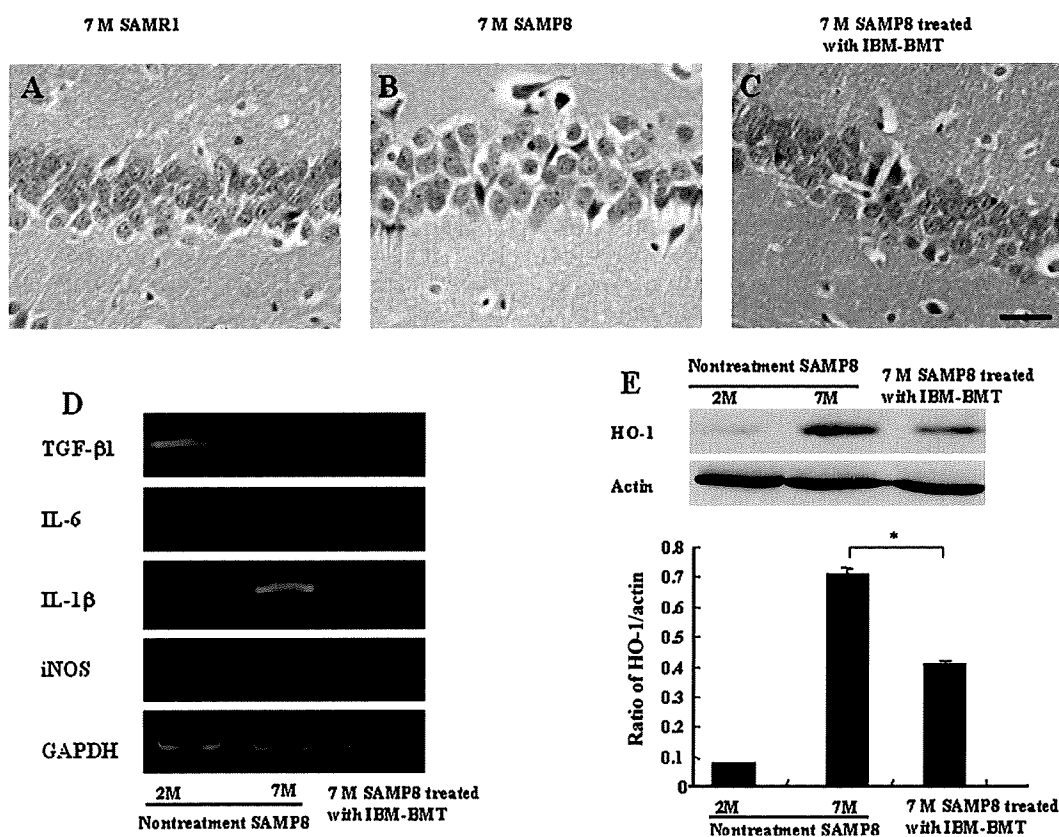 7 M SAMR1
7 M SAMP8
7 M SAMP8 treated
with IBM-BMT
A
B
C
D
TGF-β1
IL-6
IL-1β
iNOS
GAPDH
2M
7M
7 M SAMP8 treated
with IBM-BMT
Nontreatment SAMP8
E
Nontreatment SAMP8
2M
7M
7 M SAMP8 treated
with IBM-BMT
HO-1
Actin
Ratio of HO-1/actin
0.8
0.7
0.6
0.5
0.4
0.3
0.2
0.1
0
*
2M
7M
7 M SAMP8 treated
with IBM-BMT
Nontreatment SAMP8